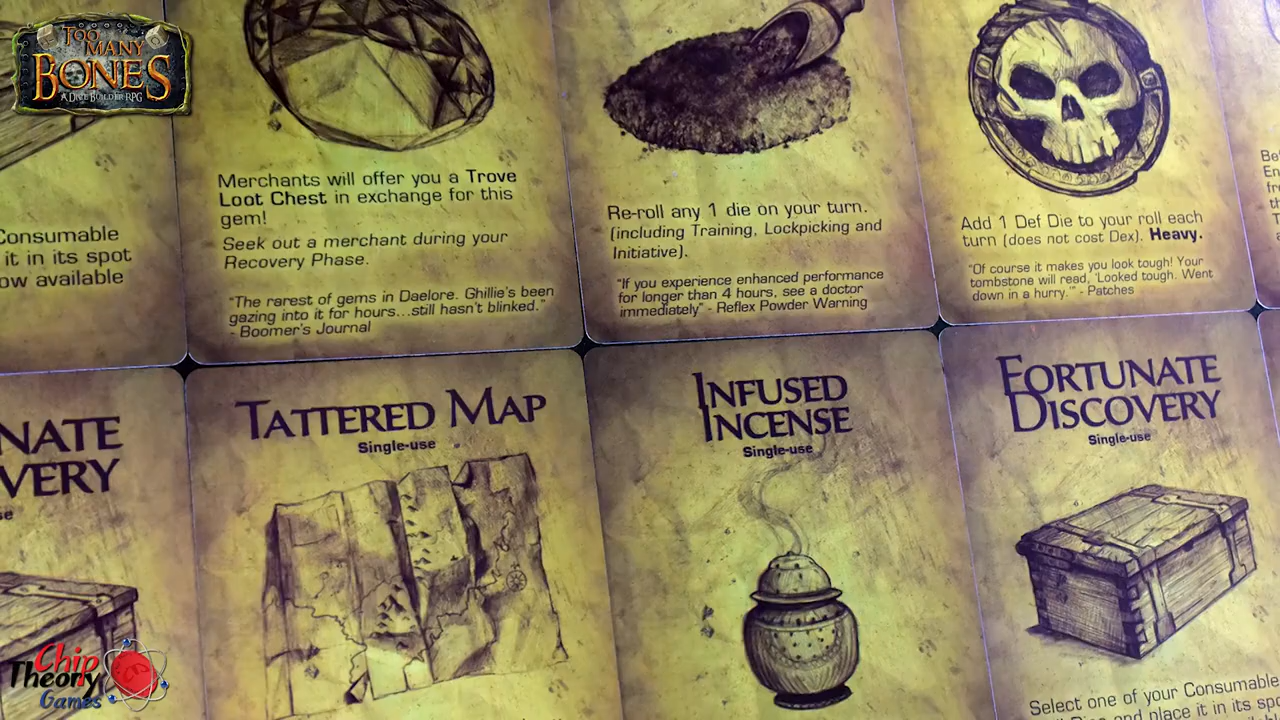 TOO
MANY
BONES
A DICE BUILDER RPG
Consumable
it in its spot
ow available
Merchants will offer you a Trove
Loot Chest in exchange for this
gem!
Seek out a merchant during your
Recovery Phase.
"The rarest of gems in Daelore. Ghillie's been
gazing into it for hours...still hasn't blinked."
- Boomer's Journal
Re-roll any 1 die on your turn.
(including Training, Lockpicking and
Initiative).
"If you experience enhanced performance
for longer than 4 hours, see a doctor
immediately" - Reflex Powder Warning
Add 1 Def Die to your roll each
turn (does not cost Dex). Heavy.
"Of course it makes you look tough! Your
tombstone will read, 'Looked tough. Went
down in a hurry.'" - Patches
NATE
VERY
se
TATTERED MAP
Single-use
INFUSED
INCENSE
Single-use
FORTUNATE
DISCOVERY
Single-use
Select one of your Consumable
and place it in its spo
Chip
Theory
Games